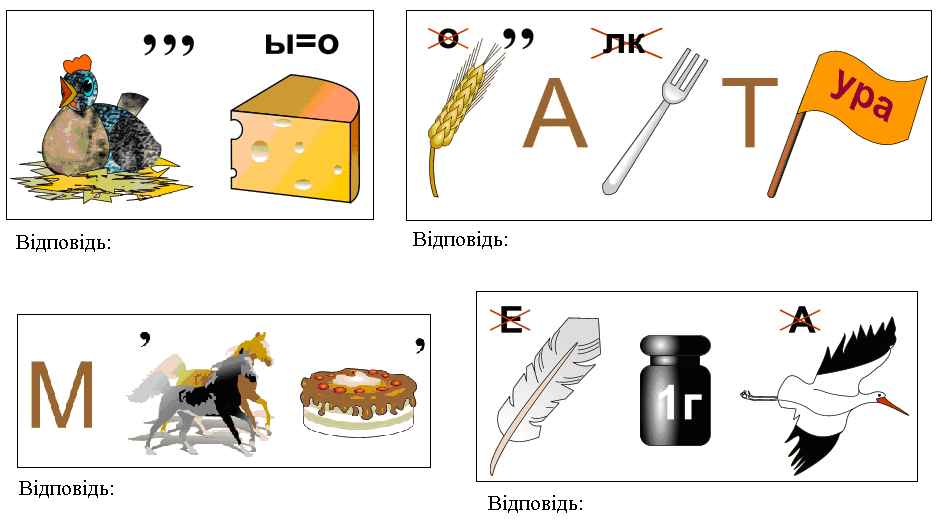 ,,, ы=о
о ,, лк
А Т ура
Відповідь:
Відповідь:
, ,
М
Відповідь:
Е А
1г
Відповідь: